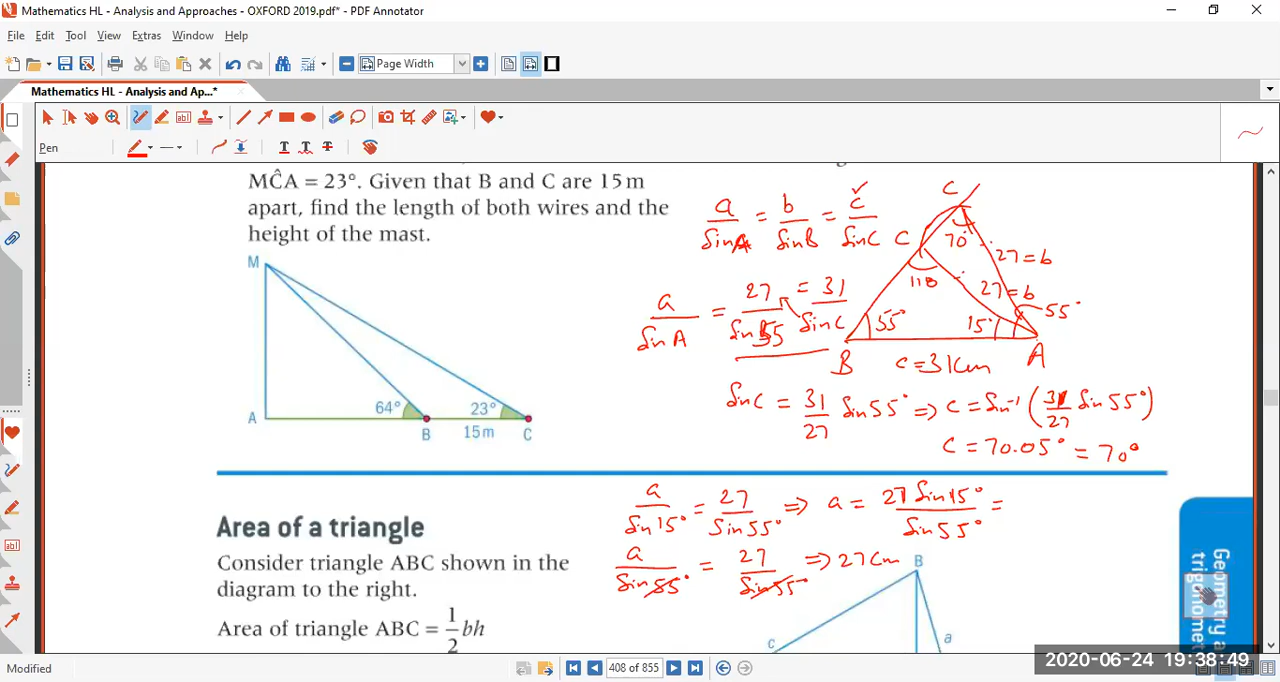 Mathematics HL - Analysis and Approaches - OXFORD 2019.pdf* - PDF Annotator
File Edit Tool View Extras Window Help
Page Width
Mathematics HL - Analysis and Ap...*
Pen
MĈA = 23°. Given that B and C are 15 m
apart, find the length of both wires and the
height of the mast.
M
A
64°
23°
B
15 m
C
a/SinA = b/SinB = c/SinC
a/SinA = 27/Sin55 = 31/SinC
C
C
70°
110
27=b
27=b
55°
55°
15°
B
c=31cm
A
SinC = 31/27 Sin55° => C = Sin⁻¹(31/27 Sin55°)
C = 70.05° = 70°
a/Sin15° = 27/Sin55° => a = 27 Sin15°/Sin55° =
a/Sin55° = 27/Sin55° => 27cm
Area of a triangle
Consider triangle ABC shown in the
diagram to the right.
Area of triangle ABC = 1/2 bh
B
c
a
Geometry a
trigonomet
Modified
408 of 855
2020-06-24 19:38:49